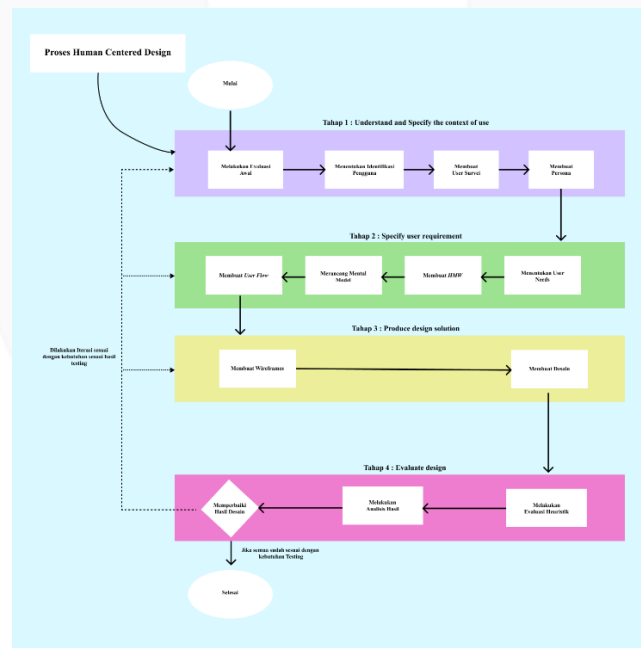 Proses Human Centered Design
Mulai
Tahap 1 : Understand and Specify the context of use
Melakukan Evaluasi
Awal
Menentukan Identifikasi
Pengguna
Membuat
User Survei
Membuat
Persona
Tahap 2 : Specify user requirement
Membuat User Flow
Merancang Mental
Model
Membuat HMW
Menentukan User
Needs
Tahap 3 : Produce design solution
Dilakukan Iterasi sesuai
dengan kebutuhan sesuai hasil
testing
Membuat Wireframes
Membuat Desain
Tahap 4 : Evaluate design
Memperbaiki
Hasil Desain
Melakukan
Analisis Hasil
Melakukan
Evaluasi Heuristik
Jika semua sudah sesuai dengan
kebutuhan Testing
Selesai